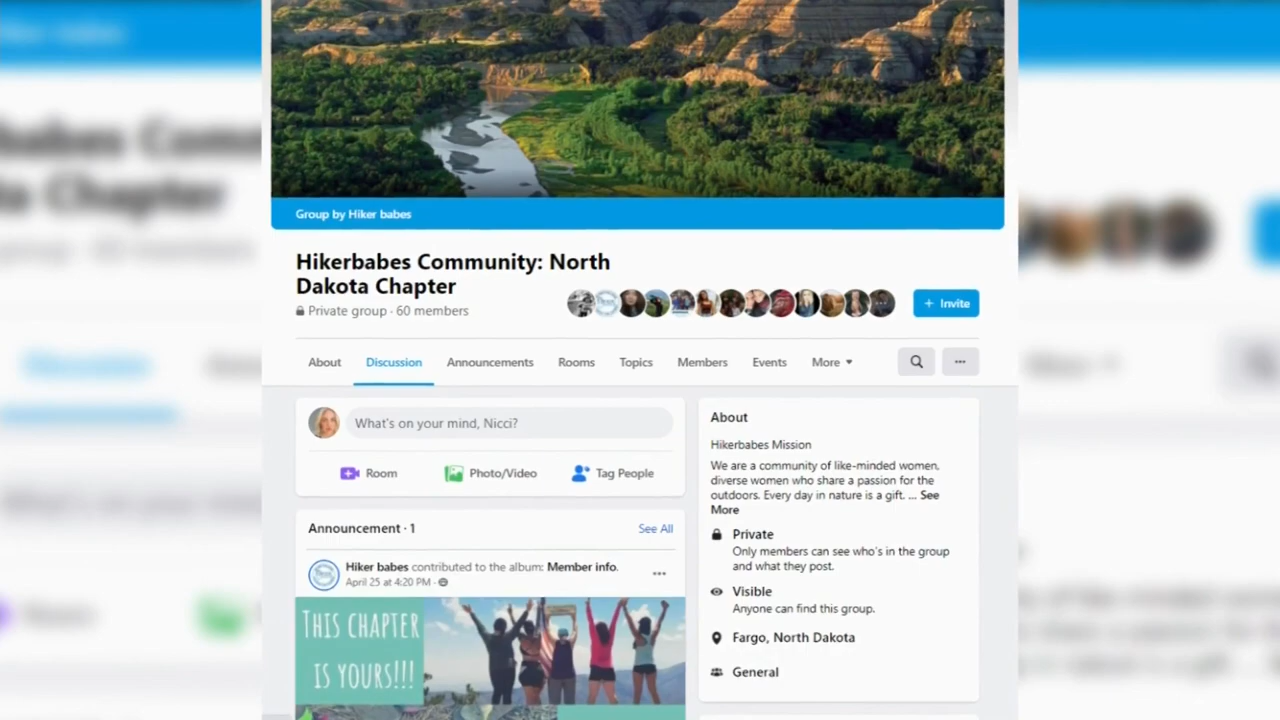 Group by Hiker babes
Hikerbabes Community: North
Dakota Chapter
Private group · 60 members
+ Invite
About
Discussion
Announcements
Rooms
Topics
Members
Events
More
What's on your mind, Nicci?
Room
Photo/Video
Tag People
Announcement · 1
See All
Hiker babes contributed to the album: Member info.
April 25 at 4:20 PM ·
THIS CHAPTER
IS YOURS!!!
About
Hikerbabes Mission
We are a community of like-minded women,
diverse women who share a passion for the
outdoors. Every day in nature is a gift. ... See
More
Private
Only members can see who's in the group
and what they post.
Visible
Anyone can find this group.
Fargo, North Dakota
General